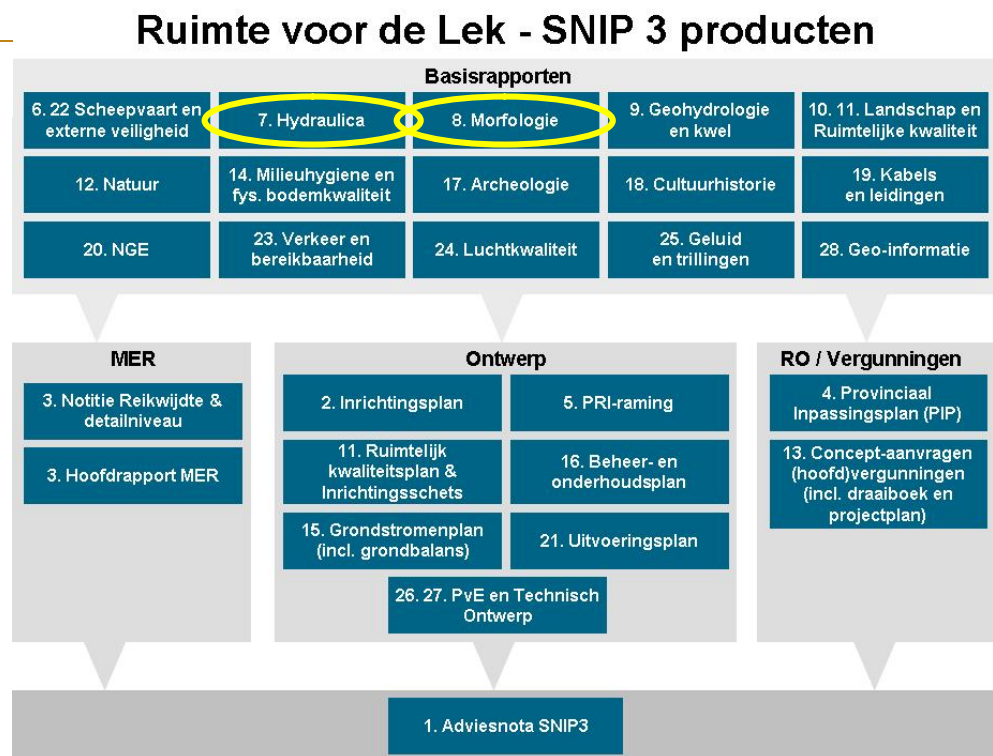 Ruimte voor de Lek - SNIP 3 producten
Basisrapporten
6. 22 Scheepvaart en
externe veiligheid
7. Hydraulica
8. Morfologie
9. Geohydrologie
en kwel
10. 11. Landschap en
Ruimtelijke kwaliteit
12. Natuur
14. Milieuhygiene en
fys. bodemkwaliteit
17. Archeologie
18. Cultuurhistorie
19. Kabels
en leidingen
20. NGE
23. Verkeer en
bereikbaarheid
24. Luchtkwaliteit
25. Geluid
en trillingen
28. Geo-informatie
MER
3. Notitie Reikwijdte &
detailniveau
3. Hoofdrapport MER
Ontwerp
2. Inrichtingsplan
5. PRI-raming
11. Ruimtelijk
kwaliteitsplan &
Inrichtingsschets
16. Beheer- en
onderhoudsplan
15. Grondstromenplan
(incl. grondbalans)
21. Uitvoeringsplan
26. 27. PvE en Technisch
Ontwerp
RO / Vergunningen
4. Provinciaal
Inpassingsplan (PIP)
13. Concept-aanvragen
(hoofd)vergunningen
(incl. draaiboek en
projectplan)
1. Adviesnota SNIP3